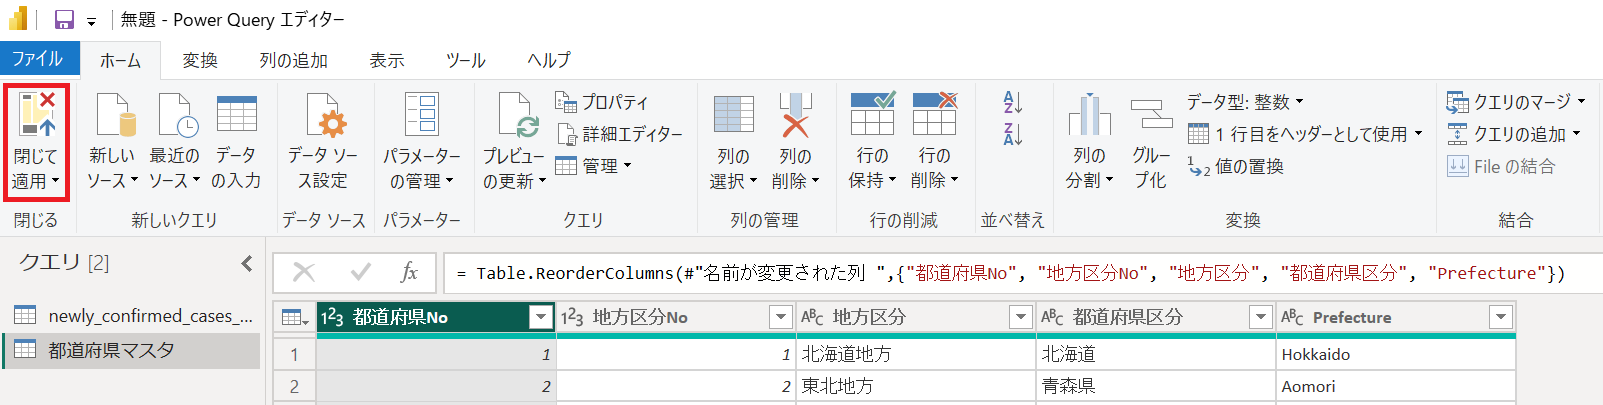 無題 - Power Query エディター
ファイル ホーム 変換 列の追加 表示 ツール ヘルプ
閉じて
適用
閉じる
新しい
ソース
最近の
ソース
データ
の入力
新しいクエリ
データ ソー
ス設定
データ ソース
パラメーター
の管理
パラメーター
プレビュー
の更新
プロパティ
詳細エディター
管理
クエリ
列の
選択
列の
削除
列の管理
行の
保持
行の
削除
行の削減
A
Z
Z
A
並べ替え
列の
分割
グルー
プ化
データ型: 整数
1 行目をヘッダーとして使用
1
2 値の置換
変換
クエリのマージ
クエリの追加
File の結合
結合
クエリ [2]
newly_confirmed_cases_...
都道府県マスタ
fx = Table.ReorderColumns(#"名前が変更された列 ",{"都道府県No", "地方区分No", "地方区分", "都道府県区分", "Prefecture"})
123 都道府県No 123 地方区分No ABC 地方区分 ABC 都道府県区分 ABC Prefecture
1 1 1 北海道地方 北海道 Hokkaido
2 2 2 東北地方 青森県 Aomori